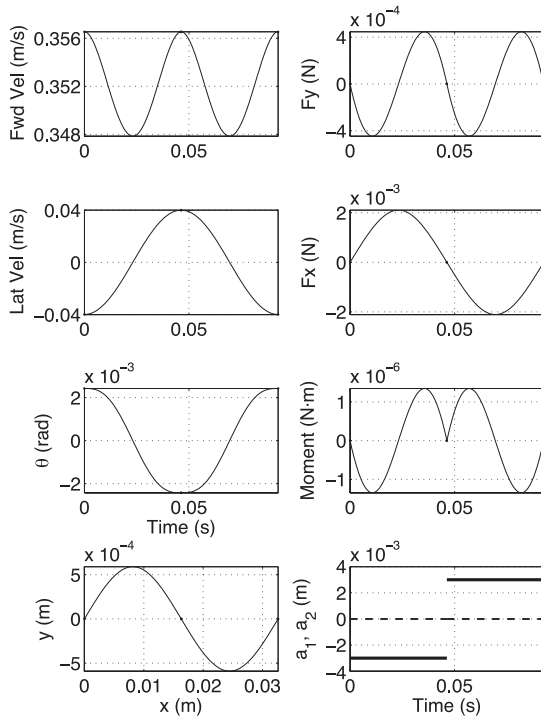 Fwd Vel (m/s)
0.356
0.352
0.348
0
0.05
x 10⁻⁴
Fy (N)
4
0
−4
0
0.05
Lat Vel (m/s)
0.04
0
−0.04
0
0.05
x 10⁻³
Fx (N)
2
0
−2
0
0.05
x 10⁻³
θ (rad)
2
0
−2
0
0.05
Time (s)
x 10⁻⁶
Moment (N·m)
1
0
−1
0
0.05
x 10⁻⁴
y (m)
5
0
−5
0
0.01
0.02
0.03
x (m)
x 10⁻³
a₁, a₂ (m)
4
2
0
−2
−4
0
0.05
Time (s)